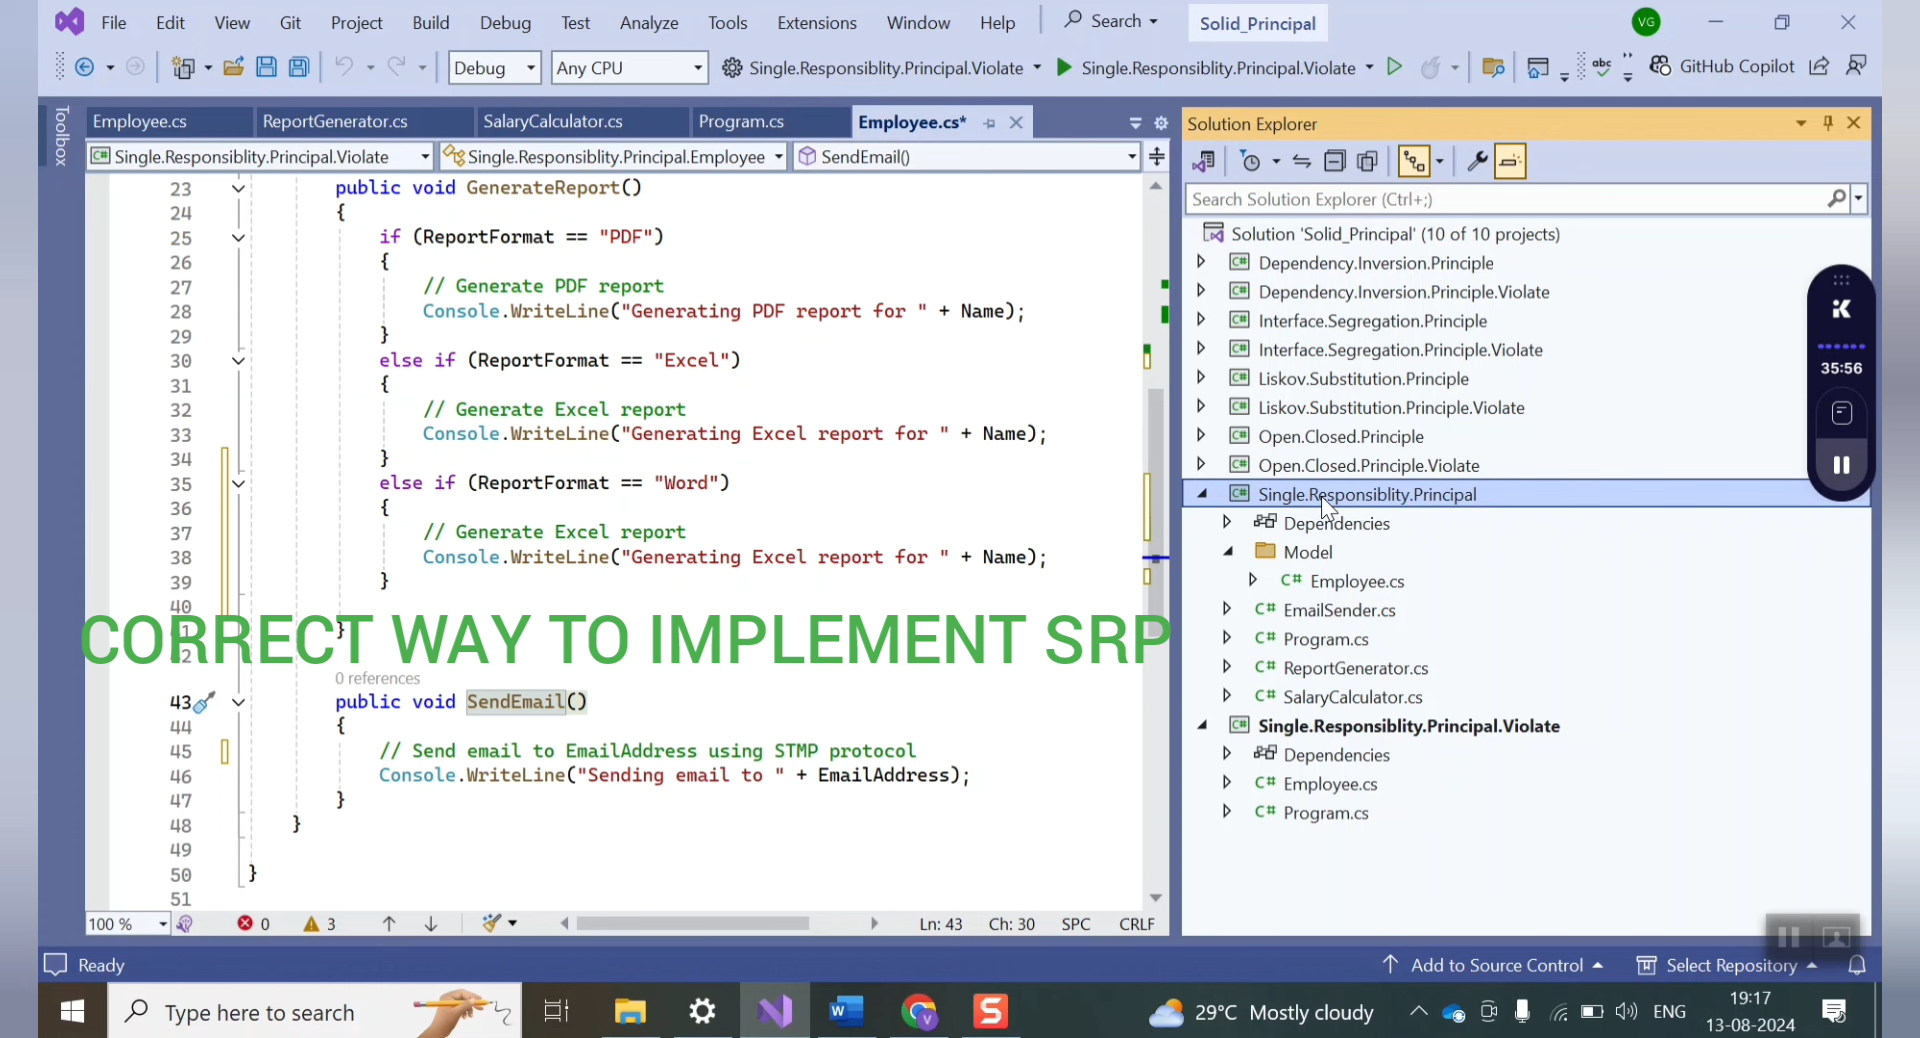 File Edit View Git Project Build Debug Test Analyze Tools Extensions Window Help Search Solid_Principal VG
Debug Any CPU Single.Responsiblity.Principal.Violate Single.Responsiblity.Principal.Violate abc GitHub Copilot
Toolbox
Employee.cs ReportGenerator.cs SalaryCalculator.cs Program.cs Employee.cs*
Single.Responsiblity.Principal.Violate Single.Responsiblity.Principal.Employee SendEmail()
23 public void GenerateReport()
24 {
25 if (ReportFormat == "PDF")
26 {
27 // Generate PDF report
28 Console.WriteLine("Generating PDF report for " + Name);
29 }
30 else if (ReportFormat == "Excel")
31 {
32 // Generate Excel report
33 Console.WriteLine("Generating Excel report for " + Name);
34 }
35 else if (ReportFormat == "Word")
36 {
37 // Generate Excel report
38 Console.WriteLine("Generating Excel report for " + Name);
39 }
40
41 }
42
CORRECT WAY TO IMPLEMENT SRP
0 references
43 public void SendEmail()
44 {
45 // Send email to EmailAddress using STMP protocol
46 Console.WriteLine("Sending email to " + EmailAddress);
47 }
48 }
49
50 }
51
100 % 0 3 Ln: 43 Ch: 30 SPC CRLF
Solution Explorer
Search Solution Explorer (Ctrl+;)
Solution 'Solid_Principal' (10 of 10 projects)
C# Dependency.Inversion.Principle
C# Dependency.Inversion.Principle.Violate
C# Interface.Segregation.Principle
C# Interface.Segregation.Principle.Violate
C# Liskov.Substitution.Principle
C# Liskov.Substitution.Principle.Violate
C# Open.Closed.Principle
C# Open.Closed.Principle.Violate
C# Single.Responsiblity.Principal
Dependencies
Model
C# Employee.cs
C# EmailSender.cs
C# Program.cs
C# ReportGenerator.cs
C# SalaryCalculator.cs
C# Single.Responsiblity.Principal.Violate
Dependencies
C# Employee.cs
C# Program.cs
35:56
Ready Add to Source Control Select Repository
Type here to search 29°C Mostly cloudy ENG 19:17
13-08-2024